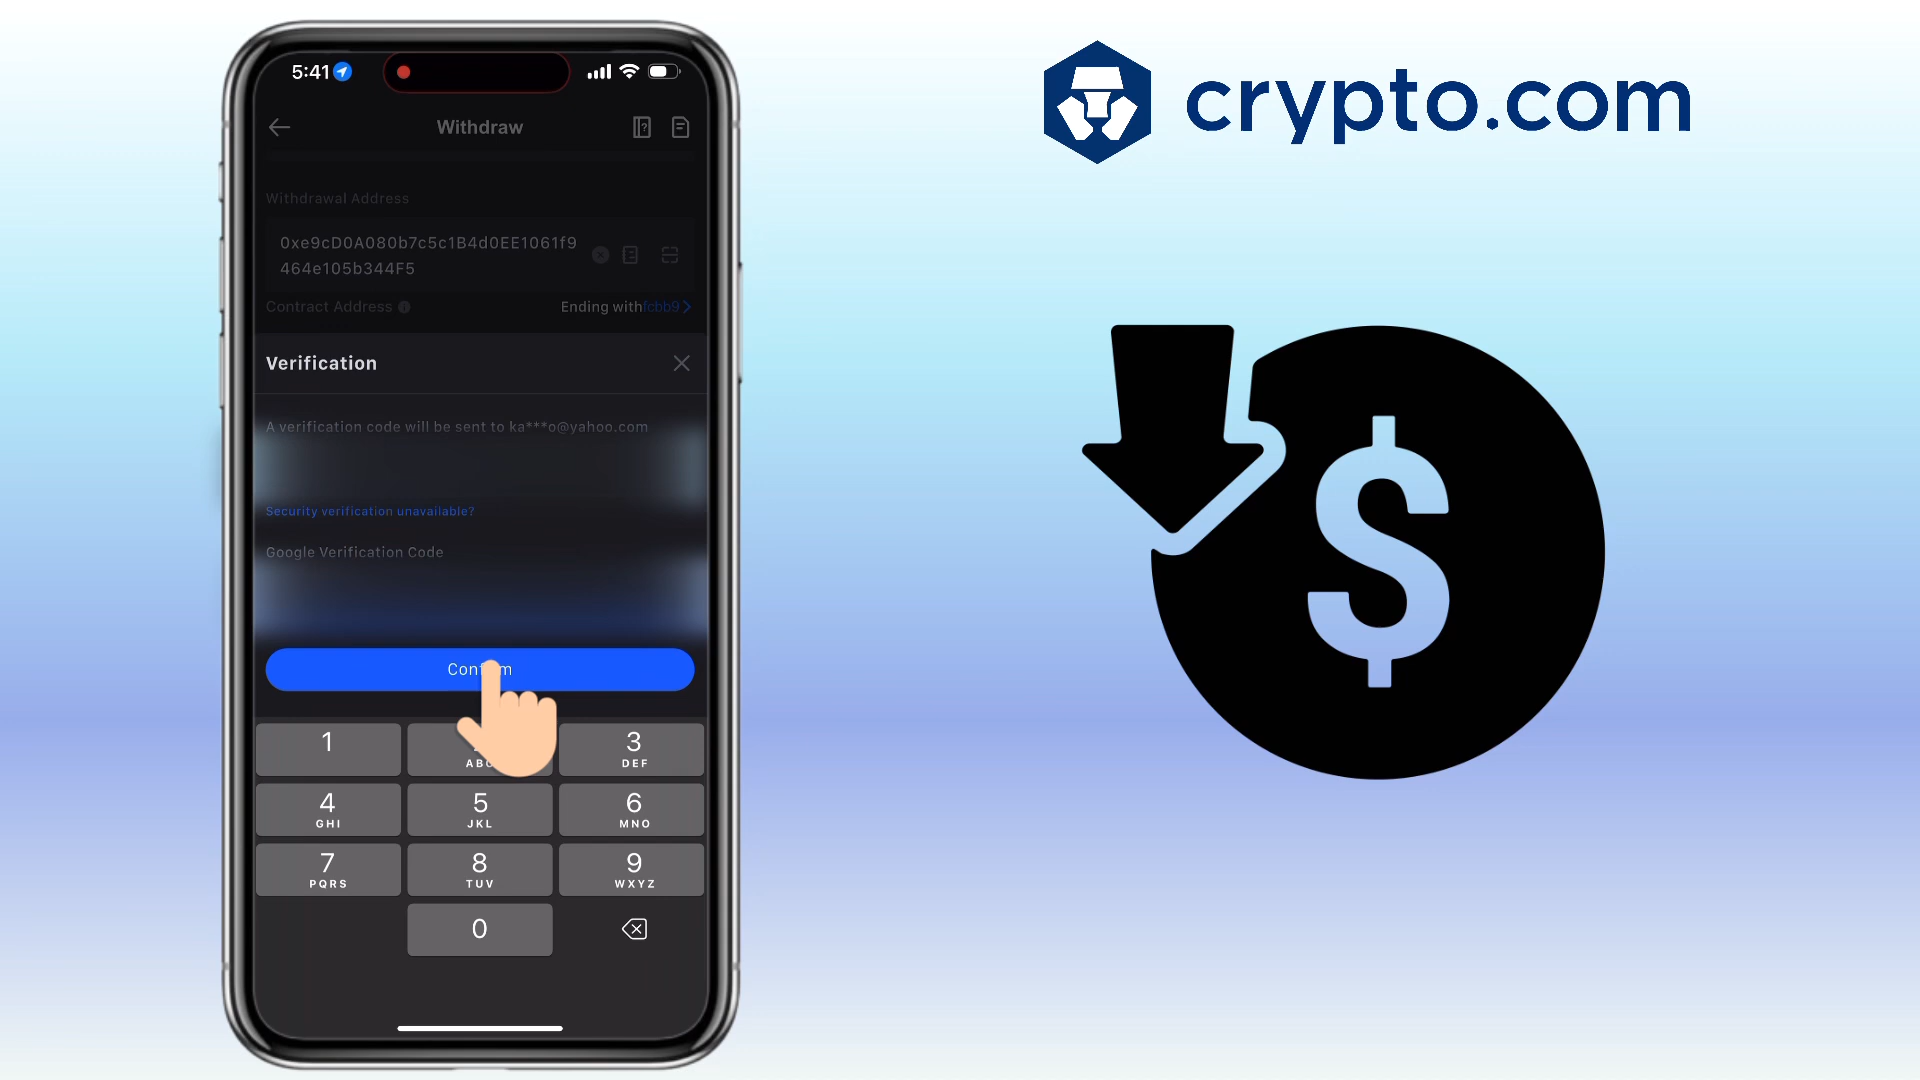 5:41
Withdraw
Withdrawal Address
0xe9cD0A080b7c5c1B4d0EE1061f9
464e105b344F5
Contract Address
Ending withfcbb9
Verification
A verification code will be sent to ka***o@yahoo.com
Security verification unavailable?
Google Verification Code
1
ABC
3
DEF
4
GHI
5
JKL
6
MNO
7
PQRS
8
TUV
9
WXYZ
0
crypto.com
$